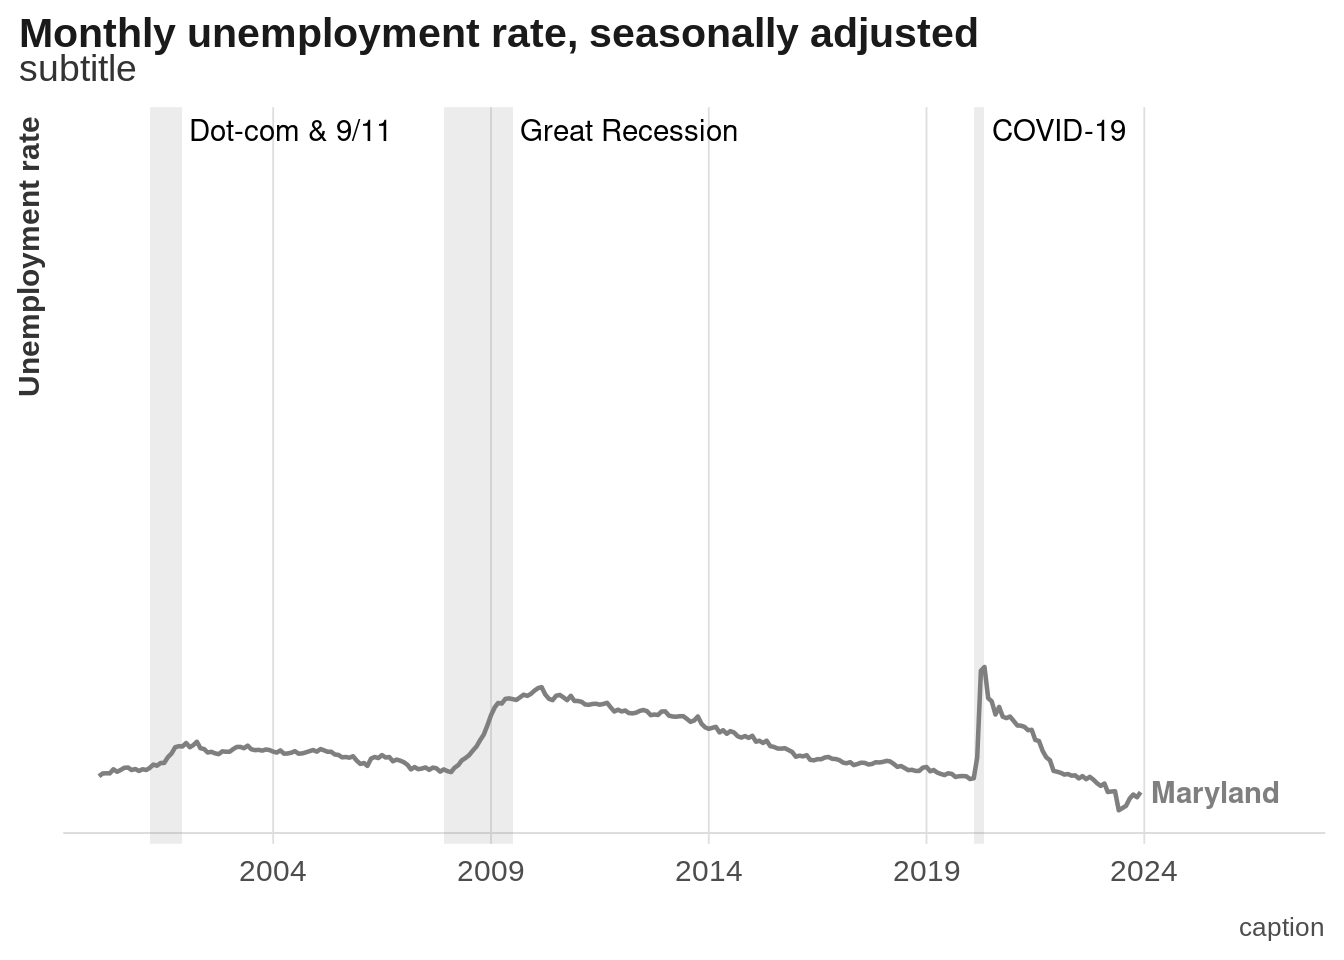 Monthly unemployment rate, seasonally adjusted
subtitle
Unemployment rate
Dot-com & 9/11
Great Recession
COVID-19
Maryland
2004
2009
2014
2019
2024
caption